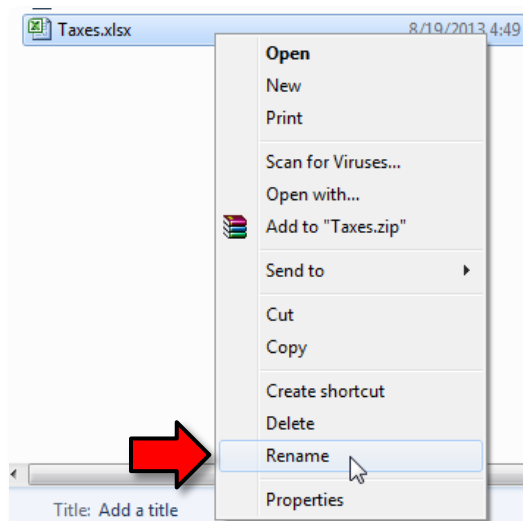 Taxes.xlsx 8/19/2013 4:49
Open
New
Print
Scan for Viruses...
Open with...
Add to "Taxes.zip"
Send to
Cut
Copy
Create shortcut
Delete
Rename
Properties
Title: Add a title